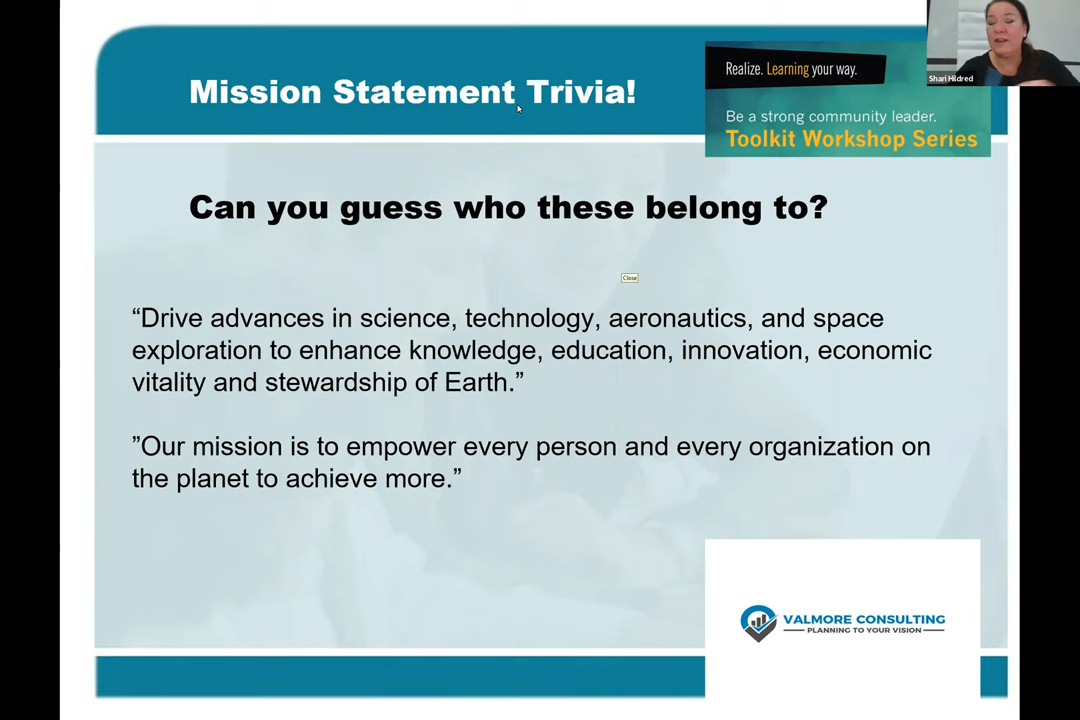 Mission Statement Trivia!
Realize. Learning your way.
Be a strong community leader.
Toolkit Workshop Series
Shari Hildred
Can you guess who these belong to?
Close
“Drive advances in science, technology, aeronautics, and space
exploration to enhance knowledge, education, innovation, economic
vitality and stewardship of Earth.”
”Our mission is to empower every person and every organization on
the planet to achieve more.”
VALMORE CONSULTING
PLANNING TO YOUR VISION